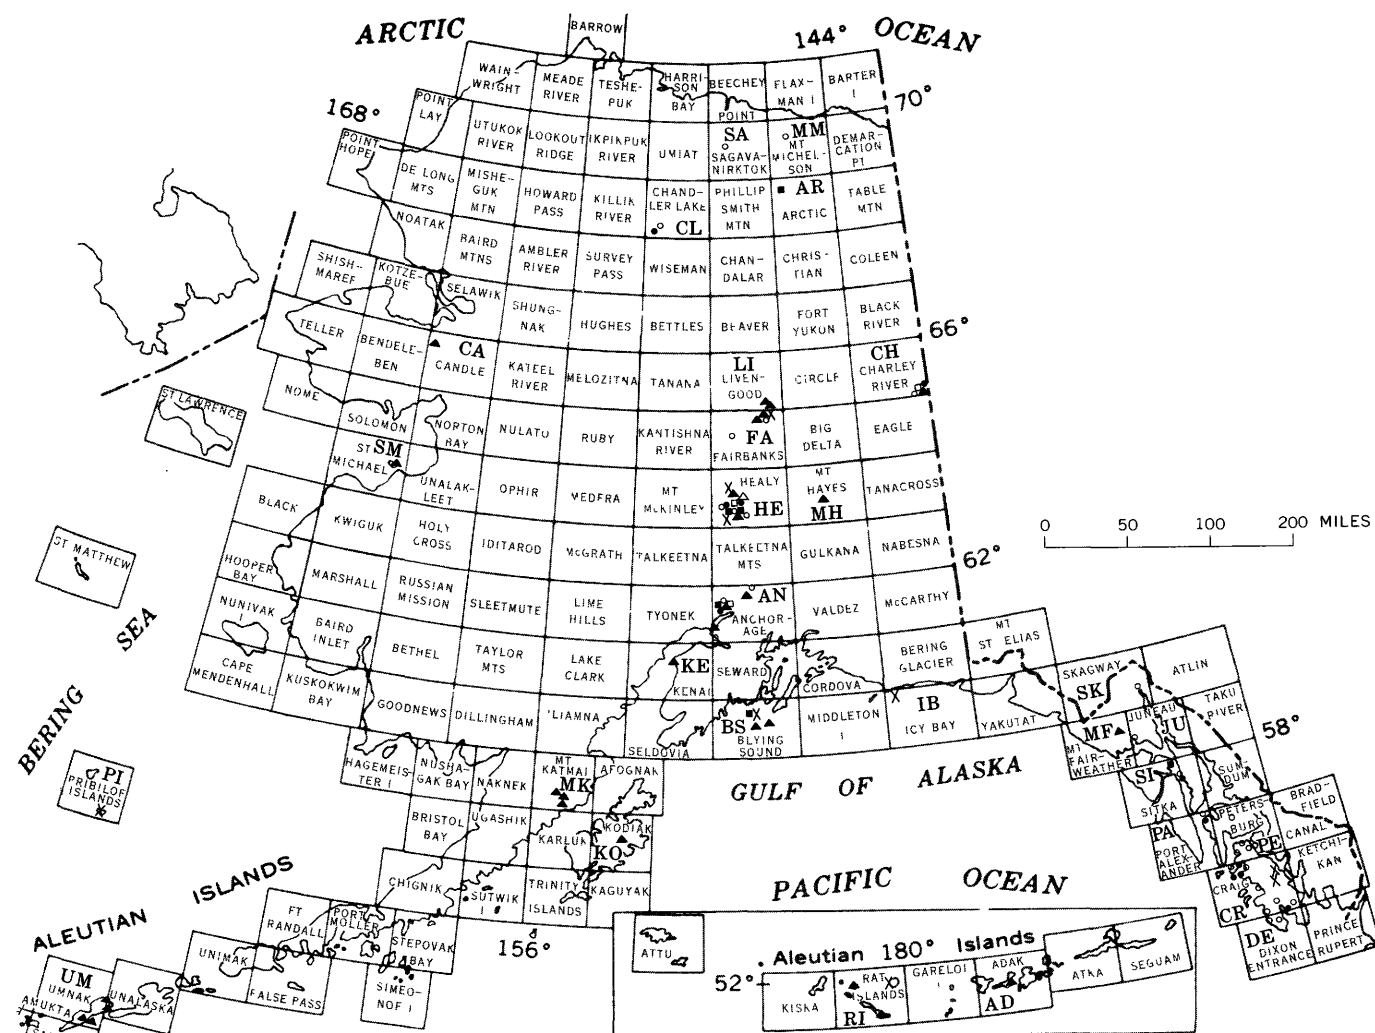 ARCTIC
OCEAN
144°
BARROW
WAIN-
WRIGHT
MEADE
RIVER
TESHE-
PUK
HARRI-
SON
BAY
BEECHEY
POINT
FLAX-
MAN I
BARTER
I
70°
168°
POINT
LAY
UTUKOK
RIVER
LOOKOUT
RIDGE
IKPIKPUK
RIVER
UMIAT
SA
SAGAVA-
NIRKTOK
MM
MT
MICHEL-
SON
DEMAR-
CATION
PT
POINT
HOPE
DE LONG
MTS
MISHE-
GUK
MTN
HOWARD
PASS
KILLIK
RIVER
CHAND-
LER LAKE
CL
PHILLIP
SMITH
MTN
AR
ARCTIC
TABLE
MTN
NOATAK
BAIRD
MTNS
AMBLER
RIVER
SURVEY
PASS
WISEMAN
CHAN-
DALAR
CHRIS-
TIAN
COLEEN
SHISH-
MAREF
KOTZE-
BUE
SELAWIK
SHUNG-
NAK
HUGHES
BETTLES
BEAVER
FORT
YUKON
BLACK
RIVER
66°
TELLER
BENDELE-
BEN
CA
CANDLE
KATEEL
RIVER
MELOZITNA
TANANA
LI
LIVEN-
GOOD
CIRCLE
CH
CHARLEY
RIVER
NOME
SOLOMON
NORTON
BAY
NULATO
RUBY
KANTISHNA
RIVER
FA
FAIRBANKS
BIG
DELTA
EAGLE
ST LAWRENCE
ST
MICHAEL
SM
UNALAK-
LEET
OPHIR
MEDFRA
MT
McKINLEY
HEALY
HE
MT
HAYES
MH
TANACROSS
BLACK
KWIGUK
HOLY
CROSS
IDITAROD
McGRATH
TALKEETNA
TALKEETNA
MTS
GULKANA
NABESNA
62°
0 50 100 200 MILES
ST MATTHEW
HOOPER
BAY
MARSHALL
RUSSIAN
MISSION
SLEETMUTE
LIME
HILLS
TYONEK
AN
ANCHOR-
AGE
VALDEZ
McCARTHY
NUNIVAK
I
BAIRD
INLET
BETHEL
TAYLOR
MTS
LAKE
CLARK
KE
KENAI
SEWARD
CORDOVA
BERING
GLACIER
MT
ST ELIAS
CAPE
MENDENHALL
KUSKOKWIM
BAY
GOODNEWS
DILLINGHAM
ILIAMNA
SELDOVIA
BS
BLYING
SOUND
MIDDLETON
I
IB
ICY BAY
YAKUTAT
SKAGWAY
SK
ATLIN
MT
FAIR-
WEATHER
MF
JUNEAU
JU
TAKU
RIVER
58°
BERING
SEA
PI
PRIBILOF
ISLANDS
HAGEMEIS-
TER I
NUSHA-
GAK BAY
NAKNEK
MT
KATMAI
MK
AFOGNAK
GULF OF ALASKA
SI
SITKA
SUM-
DUM
BRISTOL
BAY
UGASHIK
KARLUK
KODIAK
KO
PA
PORT
ALEX-
ANDER
PETERS-
BURG
PE
BRAD-
FIELD
CANAL
CHIGNIK
SUTWIK
I
TRINITY
ISLANDS
KAGUYAK
PACIFIC OCEAN
CRAIG
CR
KETCHI-
KAN
DE
DIXON
ENTRANCE
PRINCE
RUPERT
ALEUTIAN ISLANDS
FT
RANDALL
PORT
MOLLER
STEPOVAK
BAY
156°
UNIMAK
FALSE PASS
SIMEO-
NOF I
UM
UMNAK
AMUKTA
UNALASKA
ATTU
Aleutian 180° Islands
52°
KISKA
RAT
ISLANDS
RI
GARELOI
I
ADAK
AD
ATKA
SEGUAM